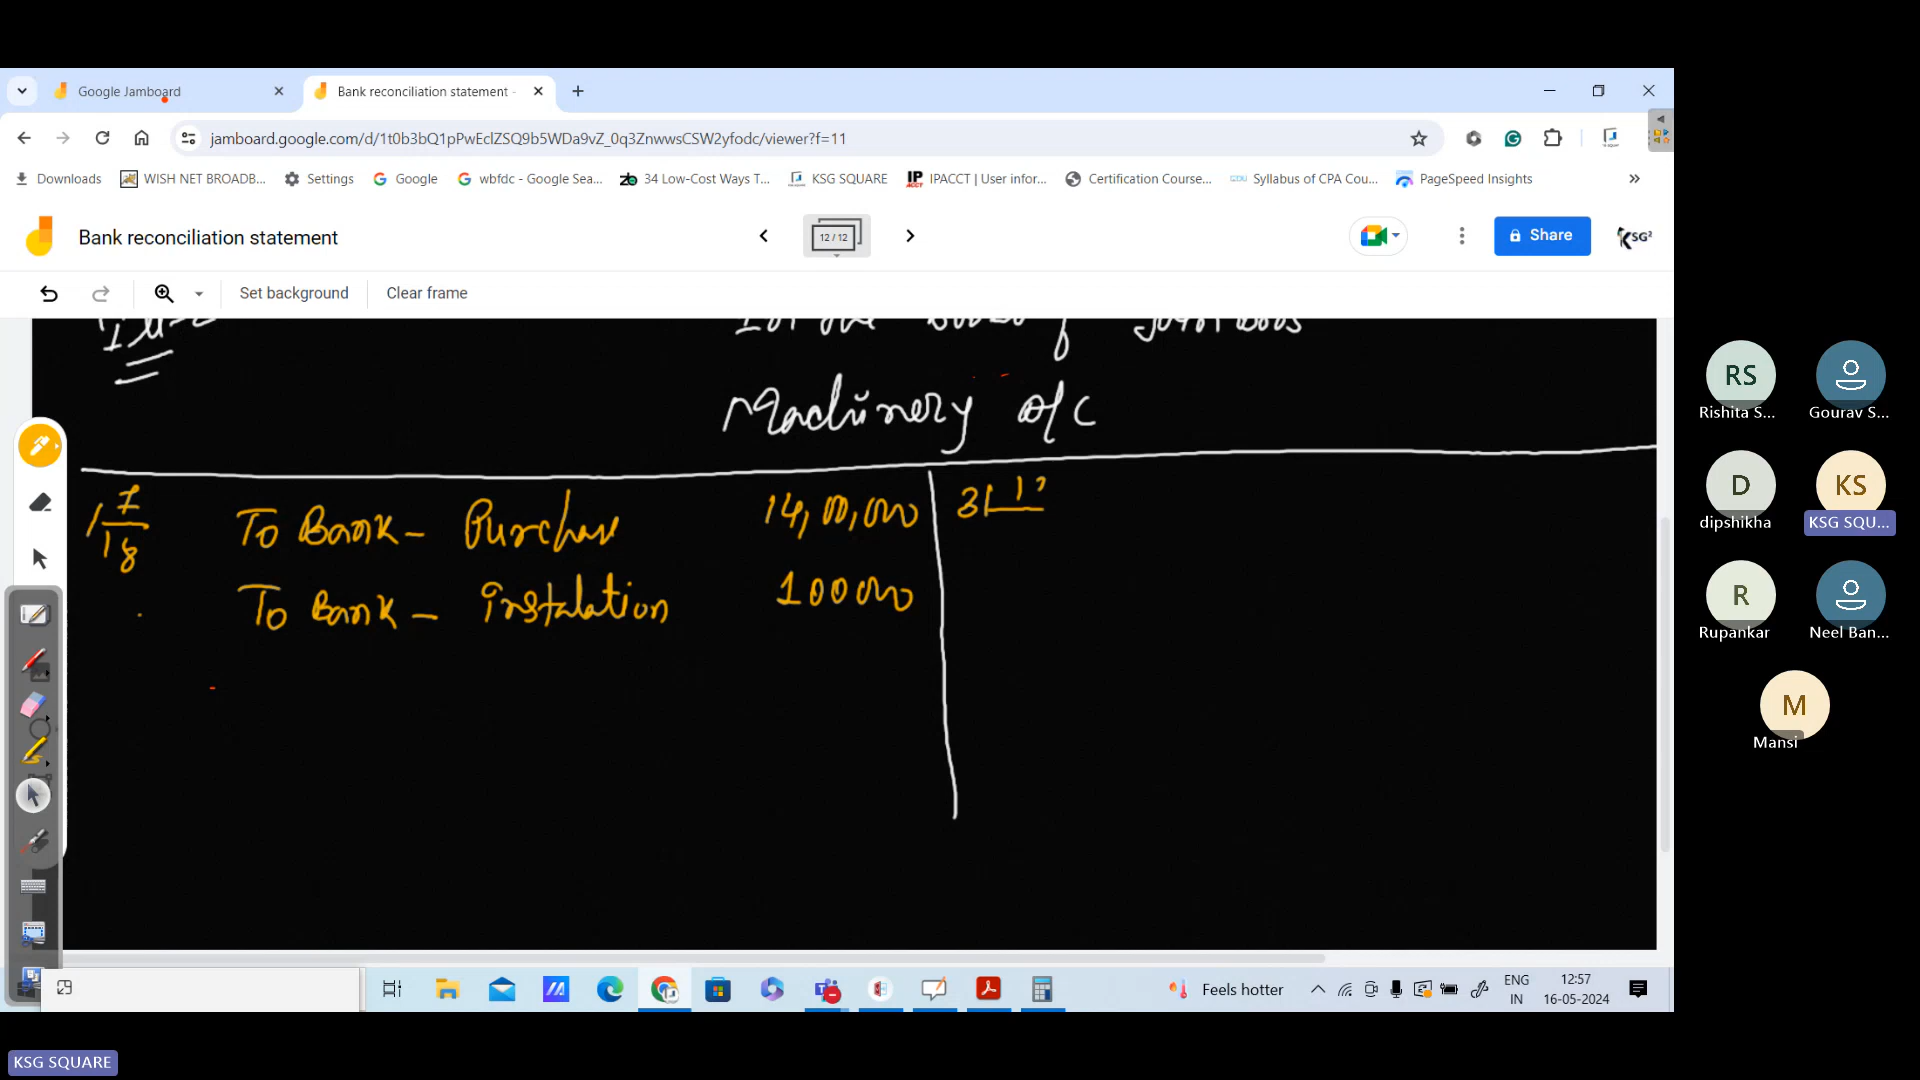 Google Jamboard
Bank reconciliation statement -
jamboard.google.com/d/1t0b3bQ1pPwEclZSQ9b5WDa9vZ_0q3ZnwwsCSW2yfodc/viewer?f=11
Downloads
WISH NET BROADB...
Settings
Google
wbfdc - Google Sea...
34 Low-Cost Ways T...
KSG SQUARE
IPACCT | User infor...
Certification Course...
Syllabus of CPA Cou...
PageSpeed Insights
Bank reconciliation statement
12 / 12
Share
KSG²
Set background
Clear frame
Machinery a/c
1/7/18 To Bank - Purchase 14,00,000
31
To Bank - instalation 100000
RS
Rishita S...
Gourav S...
D
dipshikha
KS
KSG SQU...
R
Rupankar
Neel Ban...
M
Mansi
Feels hotter
ENG
IN
12:57
16-05-2024
KSG SQUARE